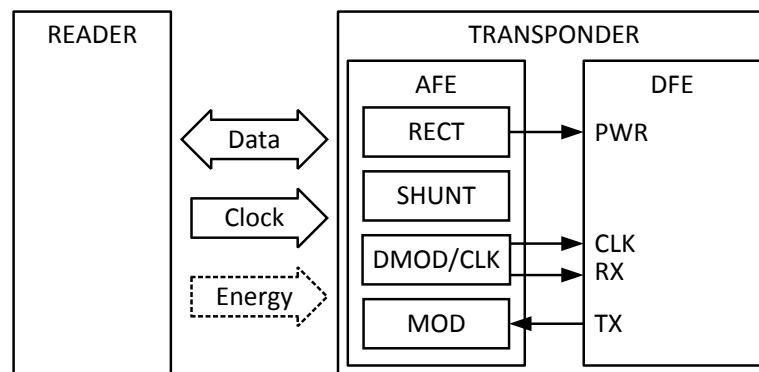 READER
TRANSPONDER
AFE
DFE
Data
RECT
PWR
Clock
SHUNT
DMOD/CLK
CLK
RX
Energy
MOD
TX